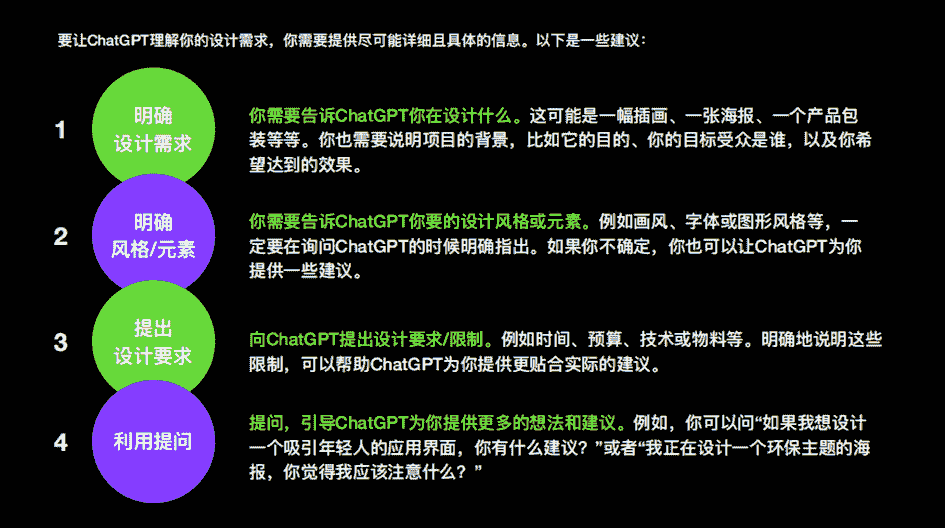 要让ChatGPT理解你的设计需求，你需要提供尽可能详细且具体的信息。以下是一些建议：
1
明确
设计需求
你需要告诉ChatGPT你在设计什么。这可能是一幅插画、一张海报、一个产品包
装等等。你也需要说明项目的背景，比如它的目的、你的目标受众是谁，以及你希
望达到的效果。
2
明确
风格/元素
你需要告诉ChatGPT你要的设计风格或元素。例如画风、字体或图形风格等，一
定要在询问ChatGPT的时候明确指出。如果你不确定，你也可以让ChatGPT为你
提供一些建议。
3
提出
设计要求
向ChatGPT提出设计要求/限制。例如时间、预算、技术或物料等。明确地说明这些
限制，可以帮助ChatGPT为你提供更贴合实际的建议。
4
利用提问
提问，引导ChatGPT为你提供更多的想法和建议。例如，你可以问“如果我想设计
一个吸引年轻人的应用界面，你有什么建议？”或者“我正在设计一个环保主题的海
报，你觉得我应该注意什么？”